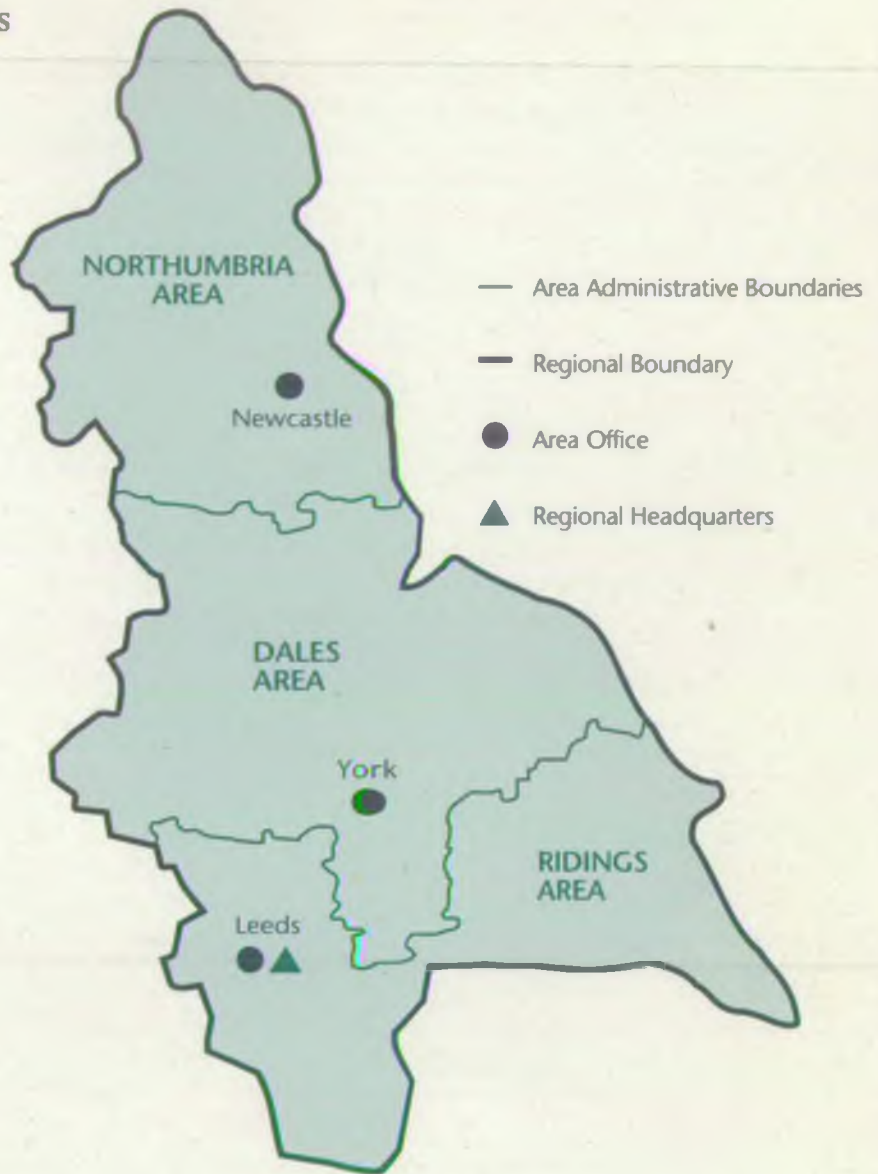 s
NORTHUMBRIA
AREA
Newcastle
Area Administrative Boundaries
Regional Boundary
Area Office
Regional Headquarters
DALES
AREA
York
RIDINGS
AREA
Leeds